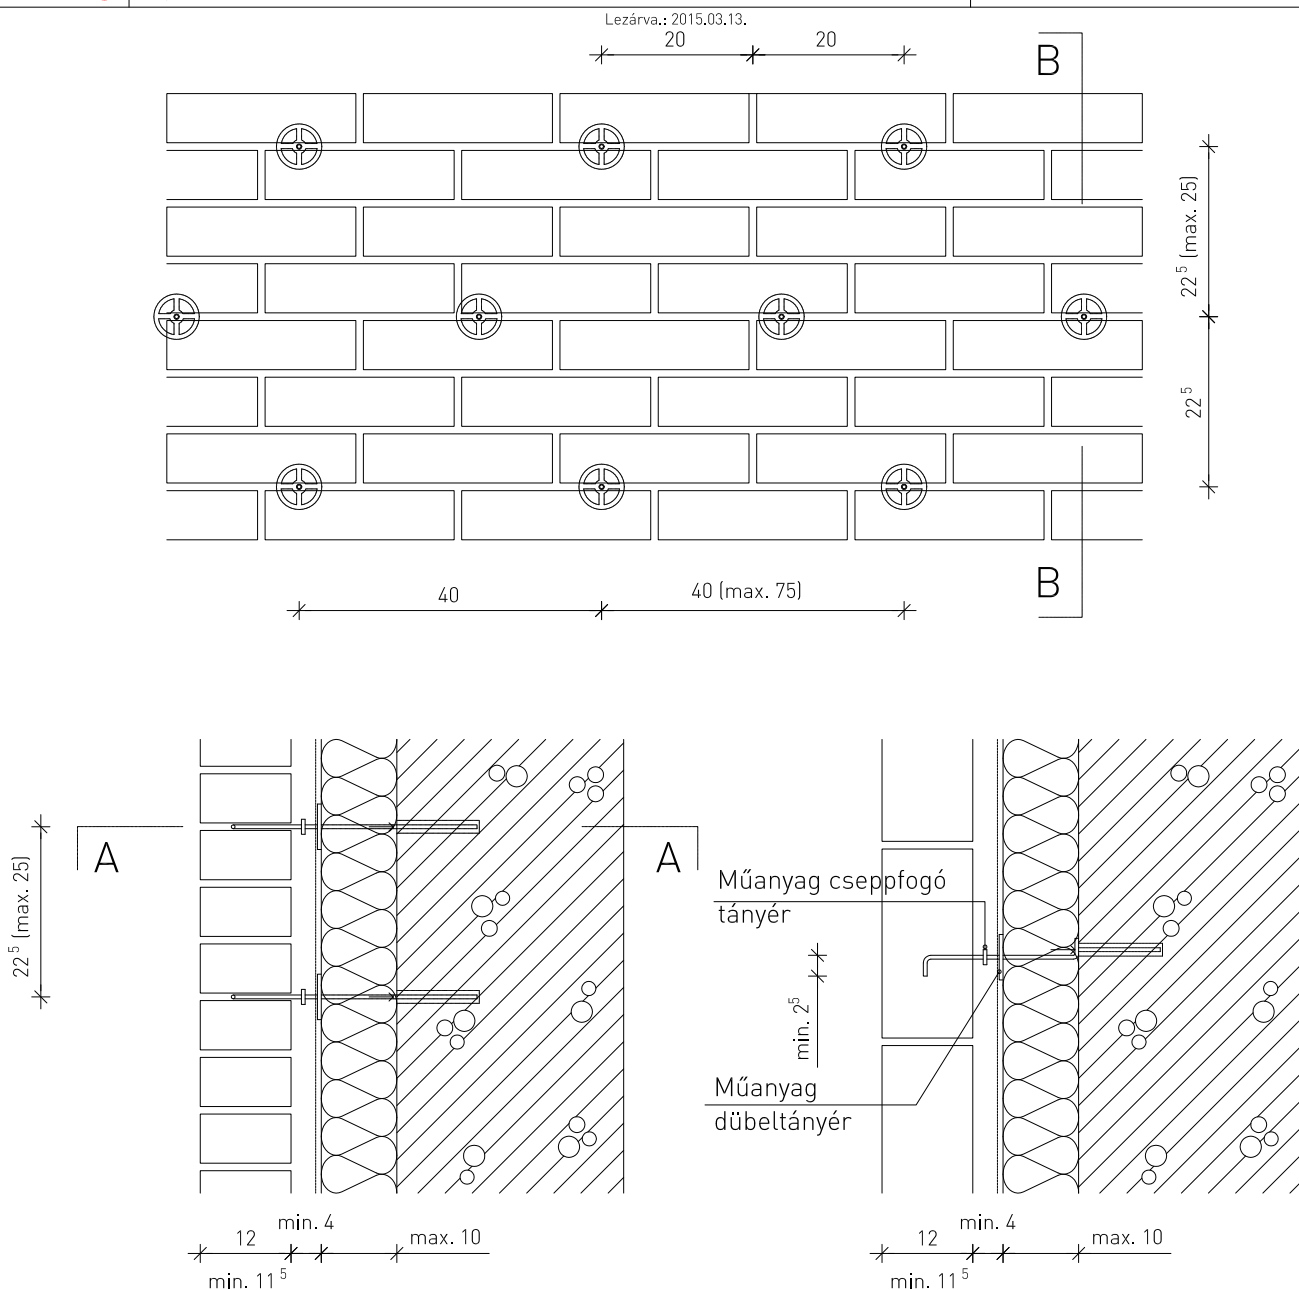 Lezárva.: 2015.03.13.
20 20
B
22⁵ (max. 25)
22⁵
B
40 40 (max. 75)
A A
22⁵ (max. 25)
Műanyag cseppfogó
tányér
min. 2⁵
Műanyag
dübeltányér
min. 4
12 max. 10
min. 11⁵
min. 4
12 max. 10
min. 11⁵